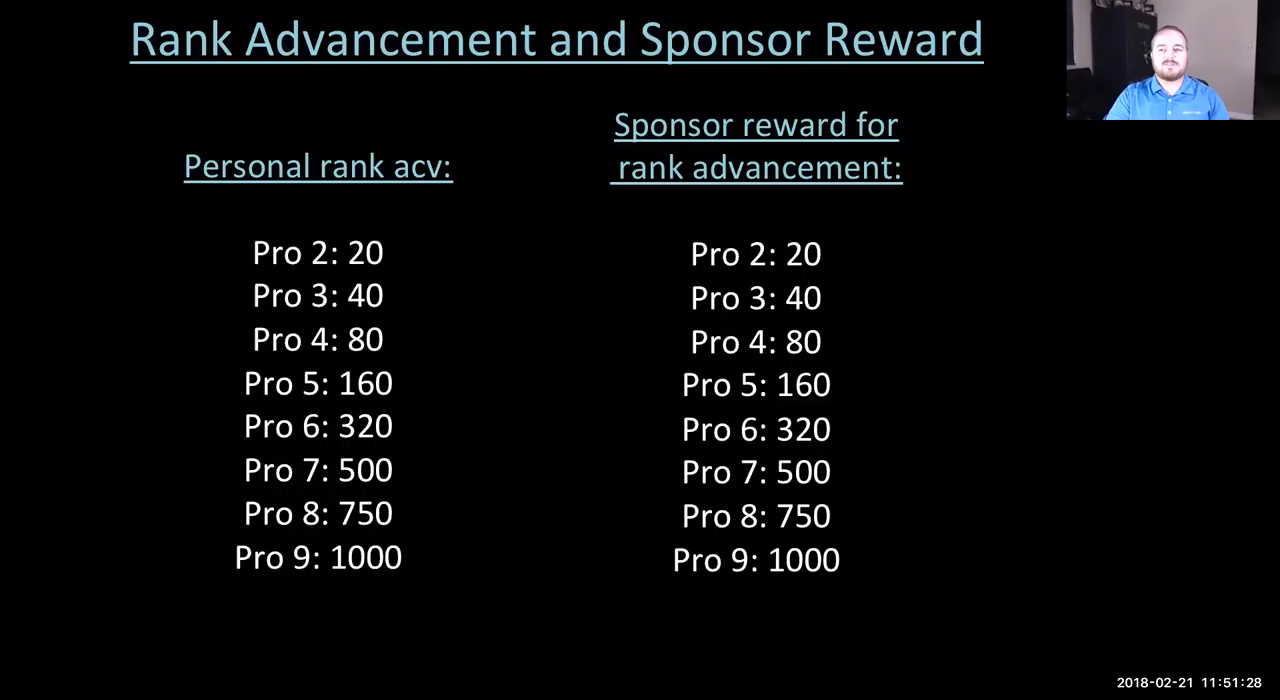 Rank Advancement and Sponsor Reward
Personal rank acv:
Pro 2: 20
Pro 3: 40
Pro 4: 80
Pro 5: 160
Pro 6: 320
Pro 7: 500
Pro 8: 750
Pro 9: 1000
Sponsor reward for
rank advancement:
Pro 2: 20
Pro 3: 40
Pro 4: 80
Pro 5: 160
Pro 6: 320
Pro 7: 500
Pro 8: 750
Pro 9: 1000
2018-02-21 11:51:28